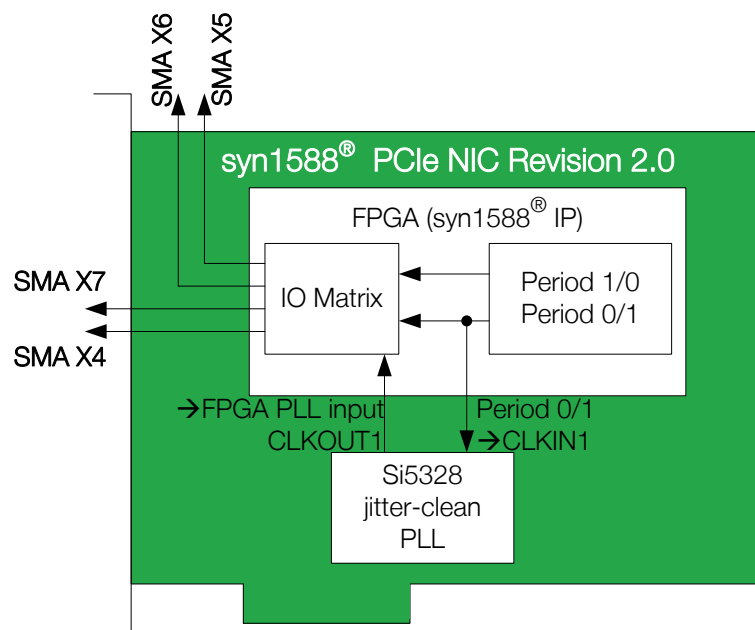 SMA X6
SMA X5
syn1588® PCIe NIC Revision 2.0
FPGA (syn1588® IP)
SMA X7
IO Matrix
Period 1/0
Period 0/1
SMA X4
→FPGA PLL input
CLKOUT1
Period 0/1
→CLKIN1
Si5328
jitter-clean
PLL